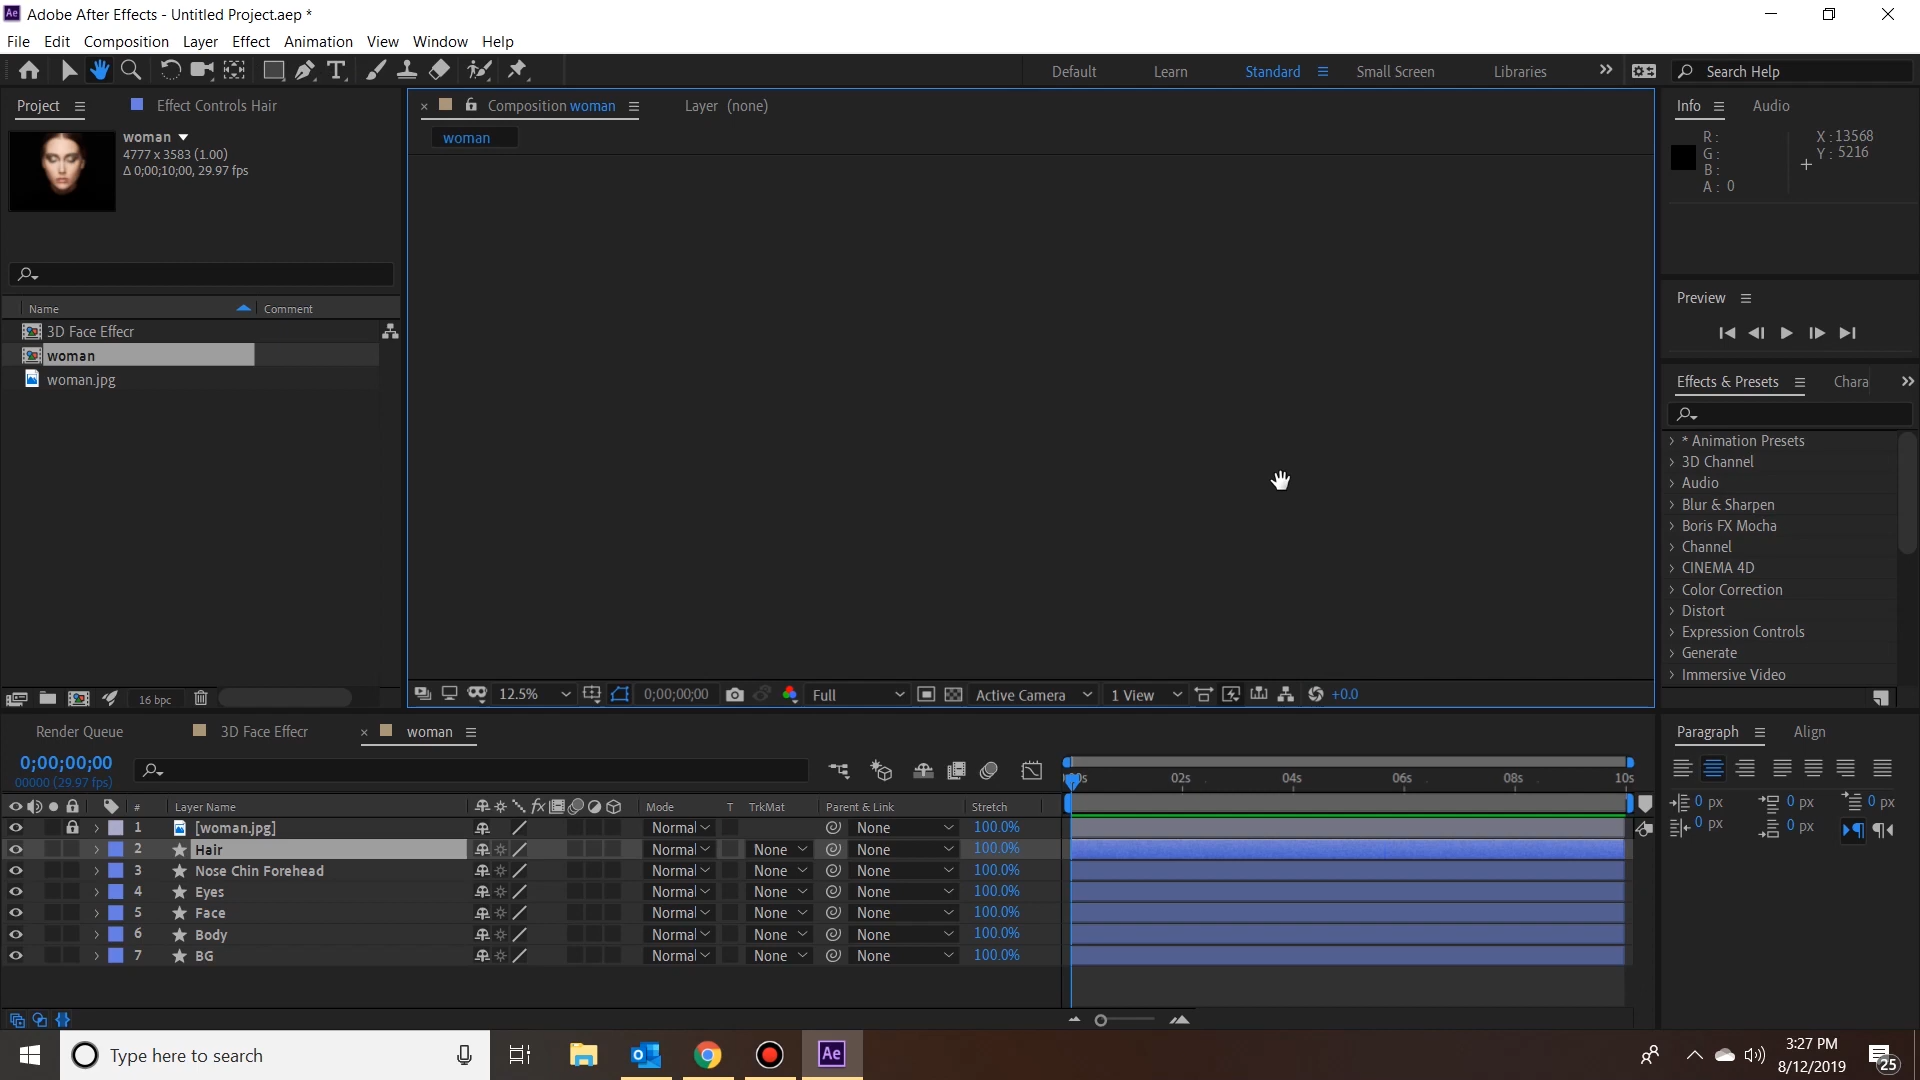 Adobe After Effects - Untitled Project.aep *
File Edit Composition Layer Effect Animation View Window Help
Default Learn Standard Small Screen Libraries Search Help
Project Effect Controls Hair
woman
4777 x 3583 (1.00)
Δ 0;00;10;00, 29.97 fps
Name Comment
3D Face Effecr
woman
woman.jpg
16 bpc
Composition woman Layer (none)
woman
12.5% 0;00;00;00 Full Active Camera 1 View +0.0
Info Audio
R :
G :
B :
A : 0
X : 13568
Y : 5216
Preview
Effects & Presets Chara
* Animation Presets
3D Channel
Audio
Blur & Sharpen
Boris FX Mocha
Channel
CINEMA 4D
Color Correction
Distort
Expression Controls
Generate
Immersive Video
Render Queue 3D Face Effect woman
0;00;00;00
00000 (29.97 fps)
02s 04s 06s 08s 10s
# Layer Name Mode T TrkMat Parent & Link Stretch
1 [woman.jpg] Normal None 100.0%
2 Hair Normal None None 100.0%
3 Nose Chin Forehead Normal None None 100.0%
4 Eyes Normal None None 100.0%
5 Face Normal None None 100.0%
6 Body Normal None None 100.0%
7 BG Normal None None 100.0%
Paragraph Align
0 px 0 px 0 px
0 px 0 px
Type here to search
Ae
3:27 PM
8/12/2019
25